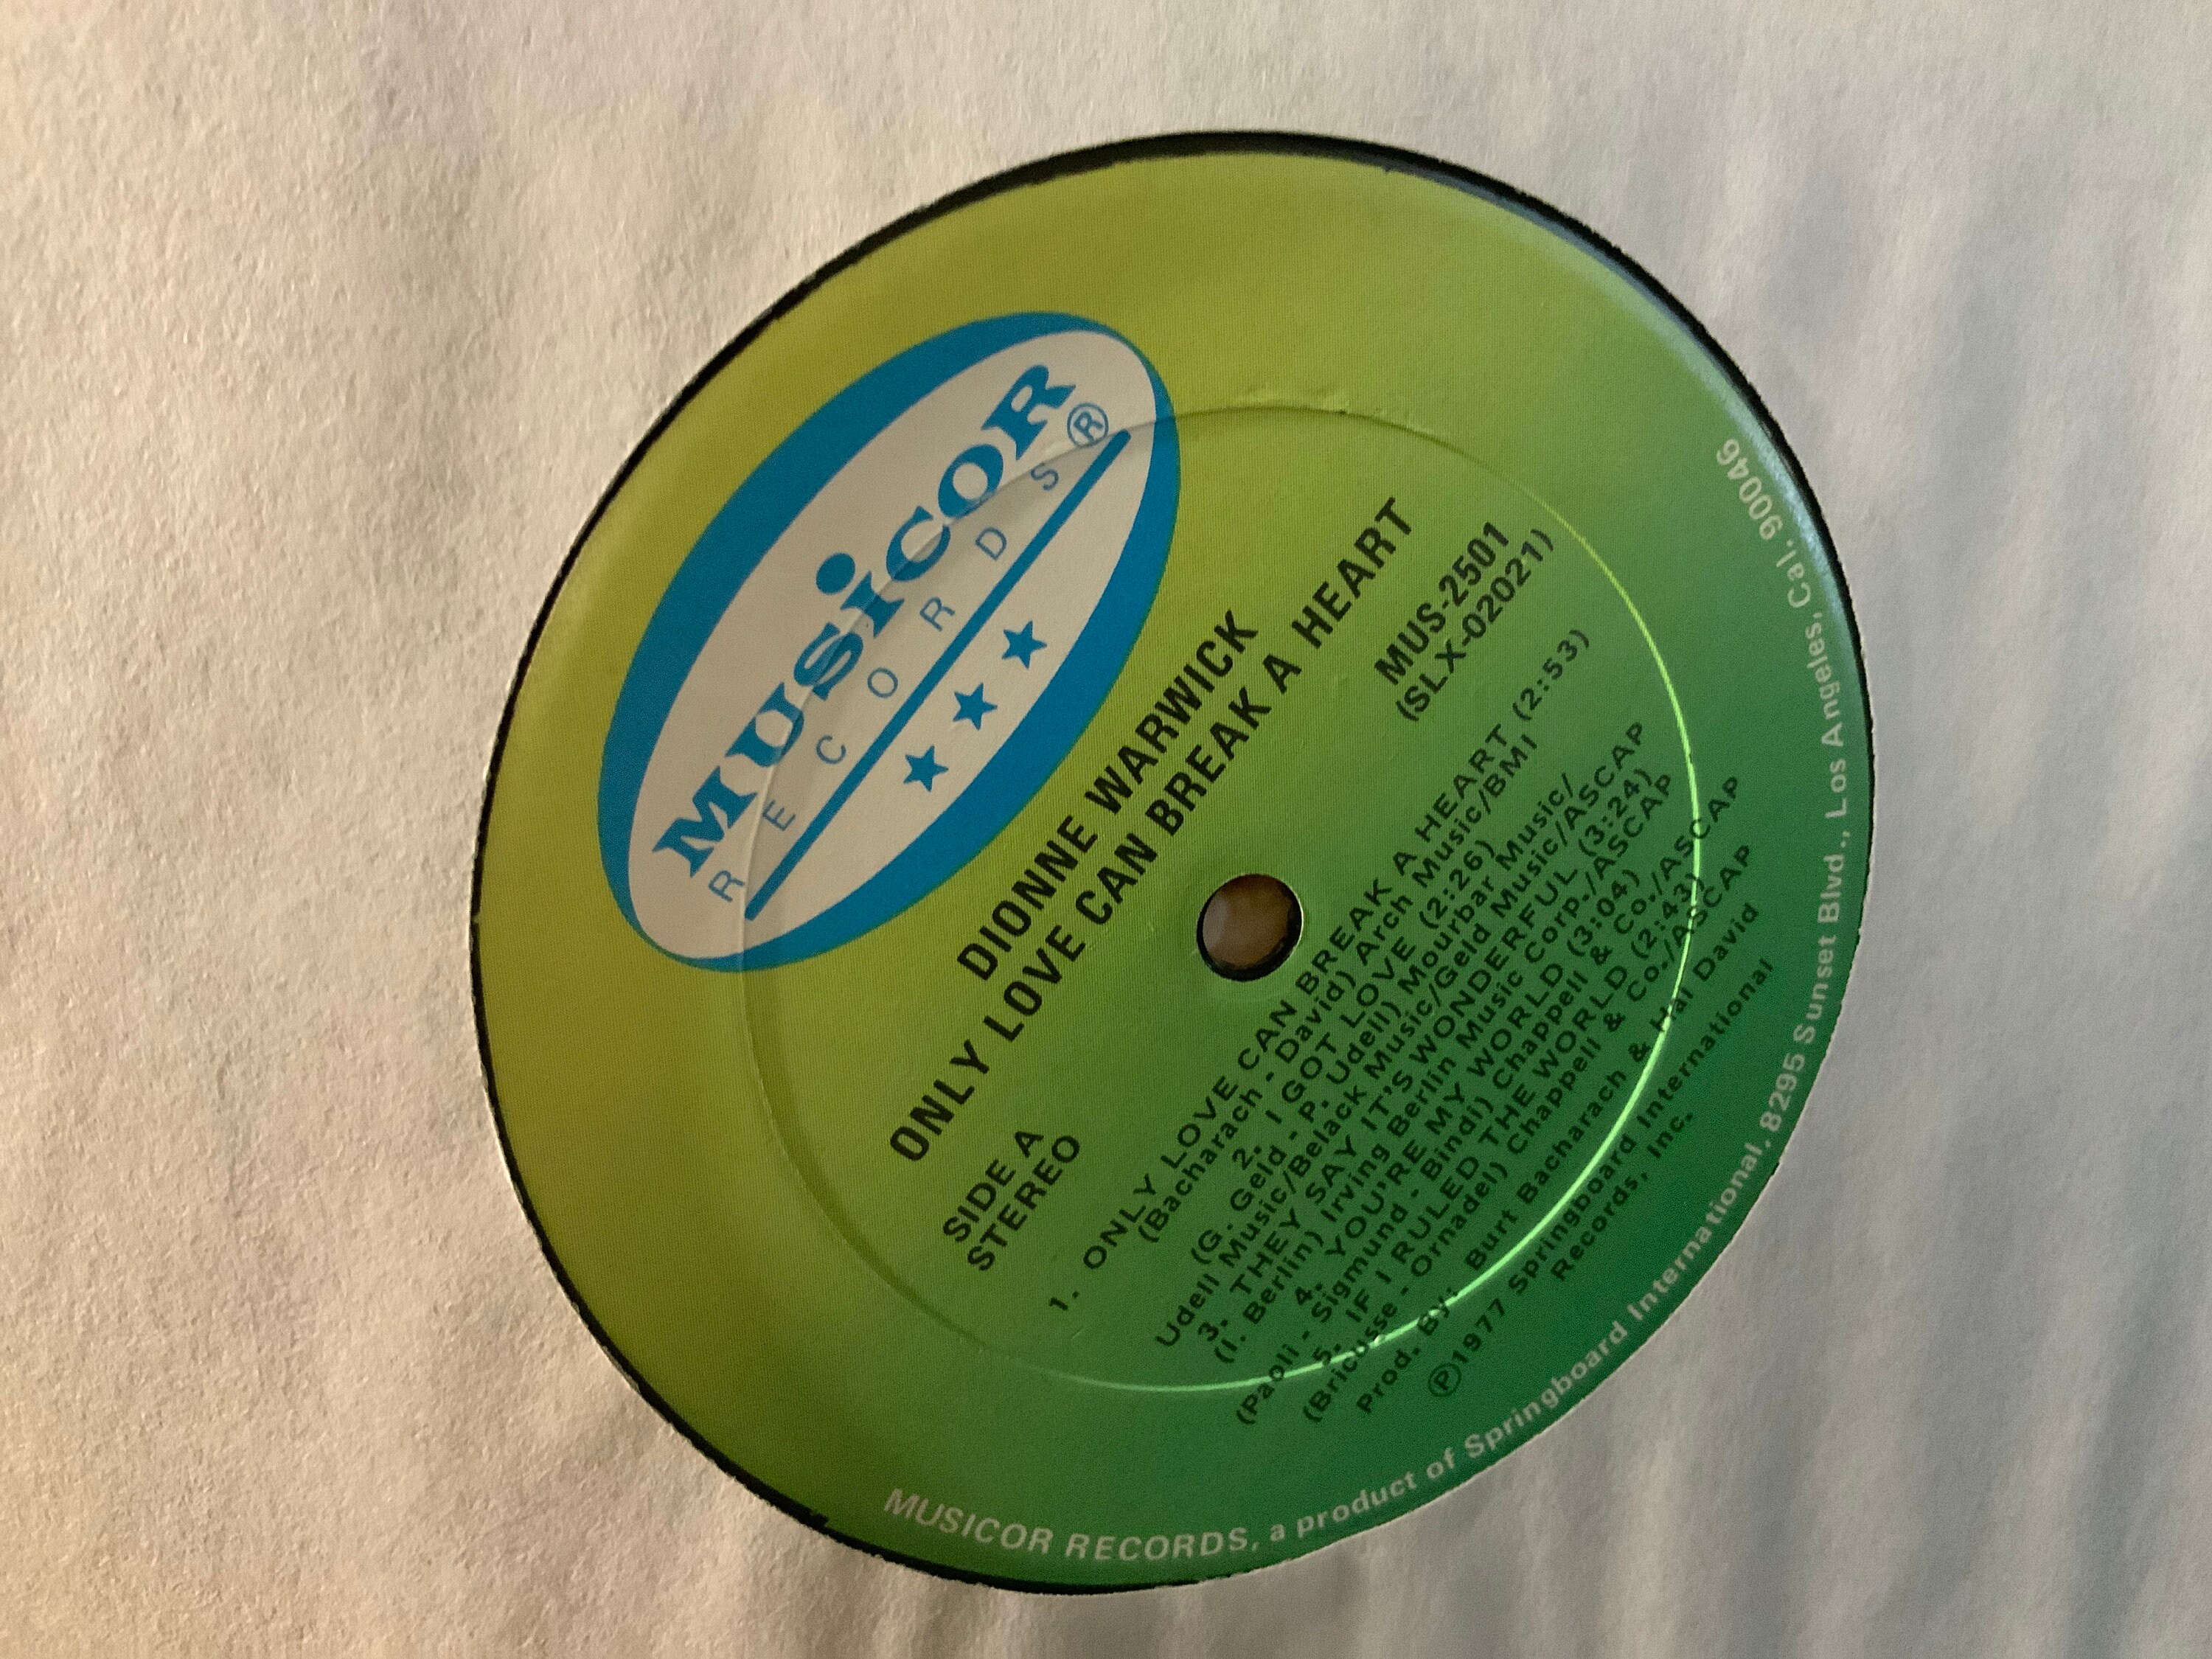 MUSiCOR®
RECORDS
DIONNE WARWICK
ONLY LOVE CAN BREAK A HEART
SIDE A
STEREO
MUS-2501
(SLX-02021)
1. ONLY LOVE CAN BREAK A HEART (2:53)
(Bacharach - David) Arch Music/BMI
2. I GOT LOVE (2:26)
(G. Geld - P. Udell) Mourbar Music/
Udell Music/Belack Music/Geld Music/ASCAP
3. THEY SAY IT'S WONDERFUL (3:24)
(I. Berlin) Irving Berlin Music Corp./ASCAP
4. YOU'RE MY WORLD (3:04)
(Paoli - Sigmund - Bindi) Chappell & Co./ASCAP
5. IF I RULED THE WORLD (2:43)
(Bricusse - Ornadel) Chappell & Co./ASCAP
Prod. By: Burt Bacharach & Hal David
Ⓟ1977 Springboard International
Records, Inc.
MUSICOR RECORDS, a product of Springboard International, 8295 Sunset Blvd., Los Angeles, Cal. 90046